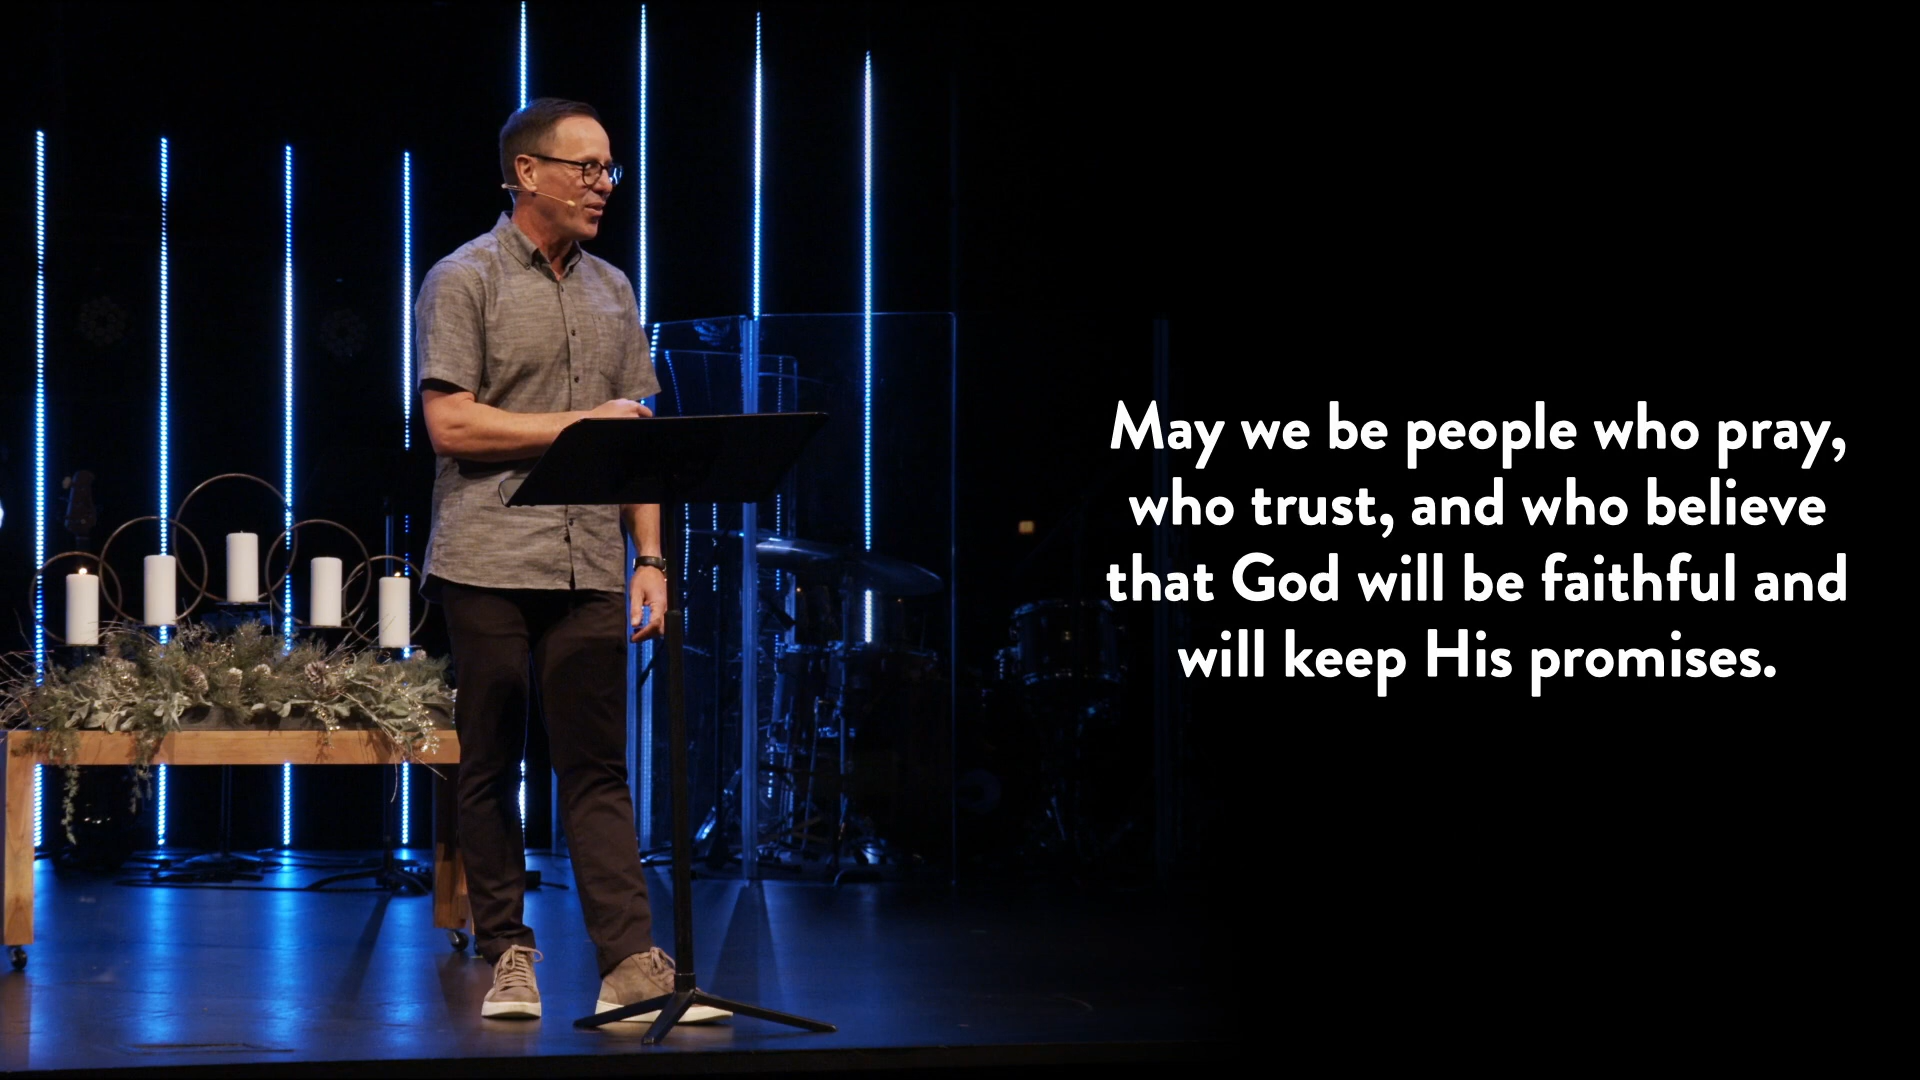 May we be people who pray,
who trust, and who believe
that God will be faithful and
will keep His promises.